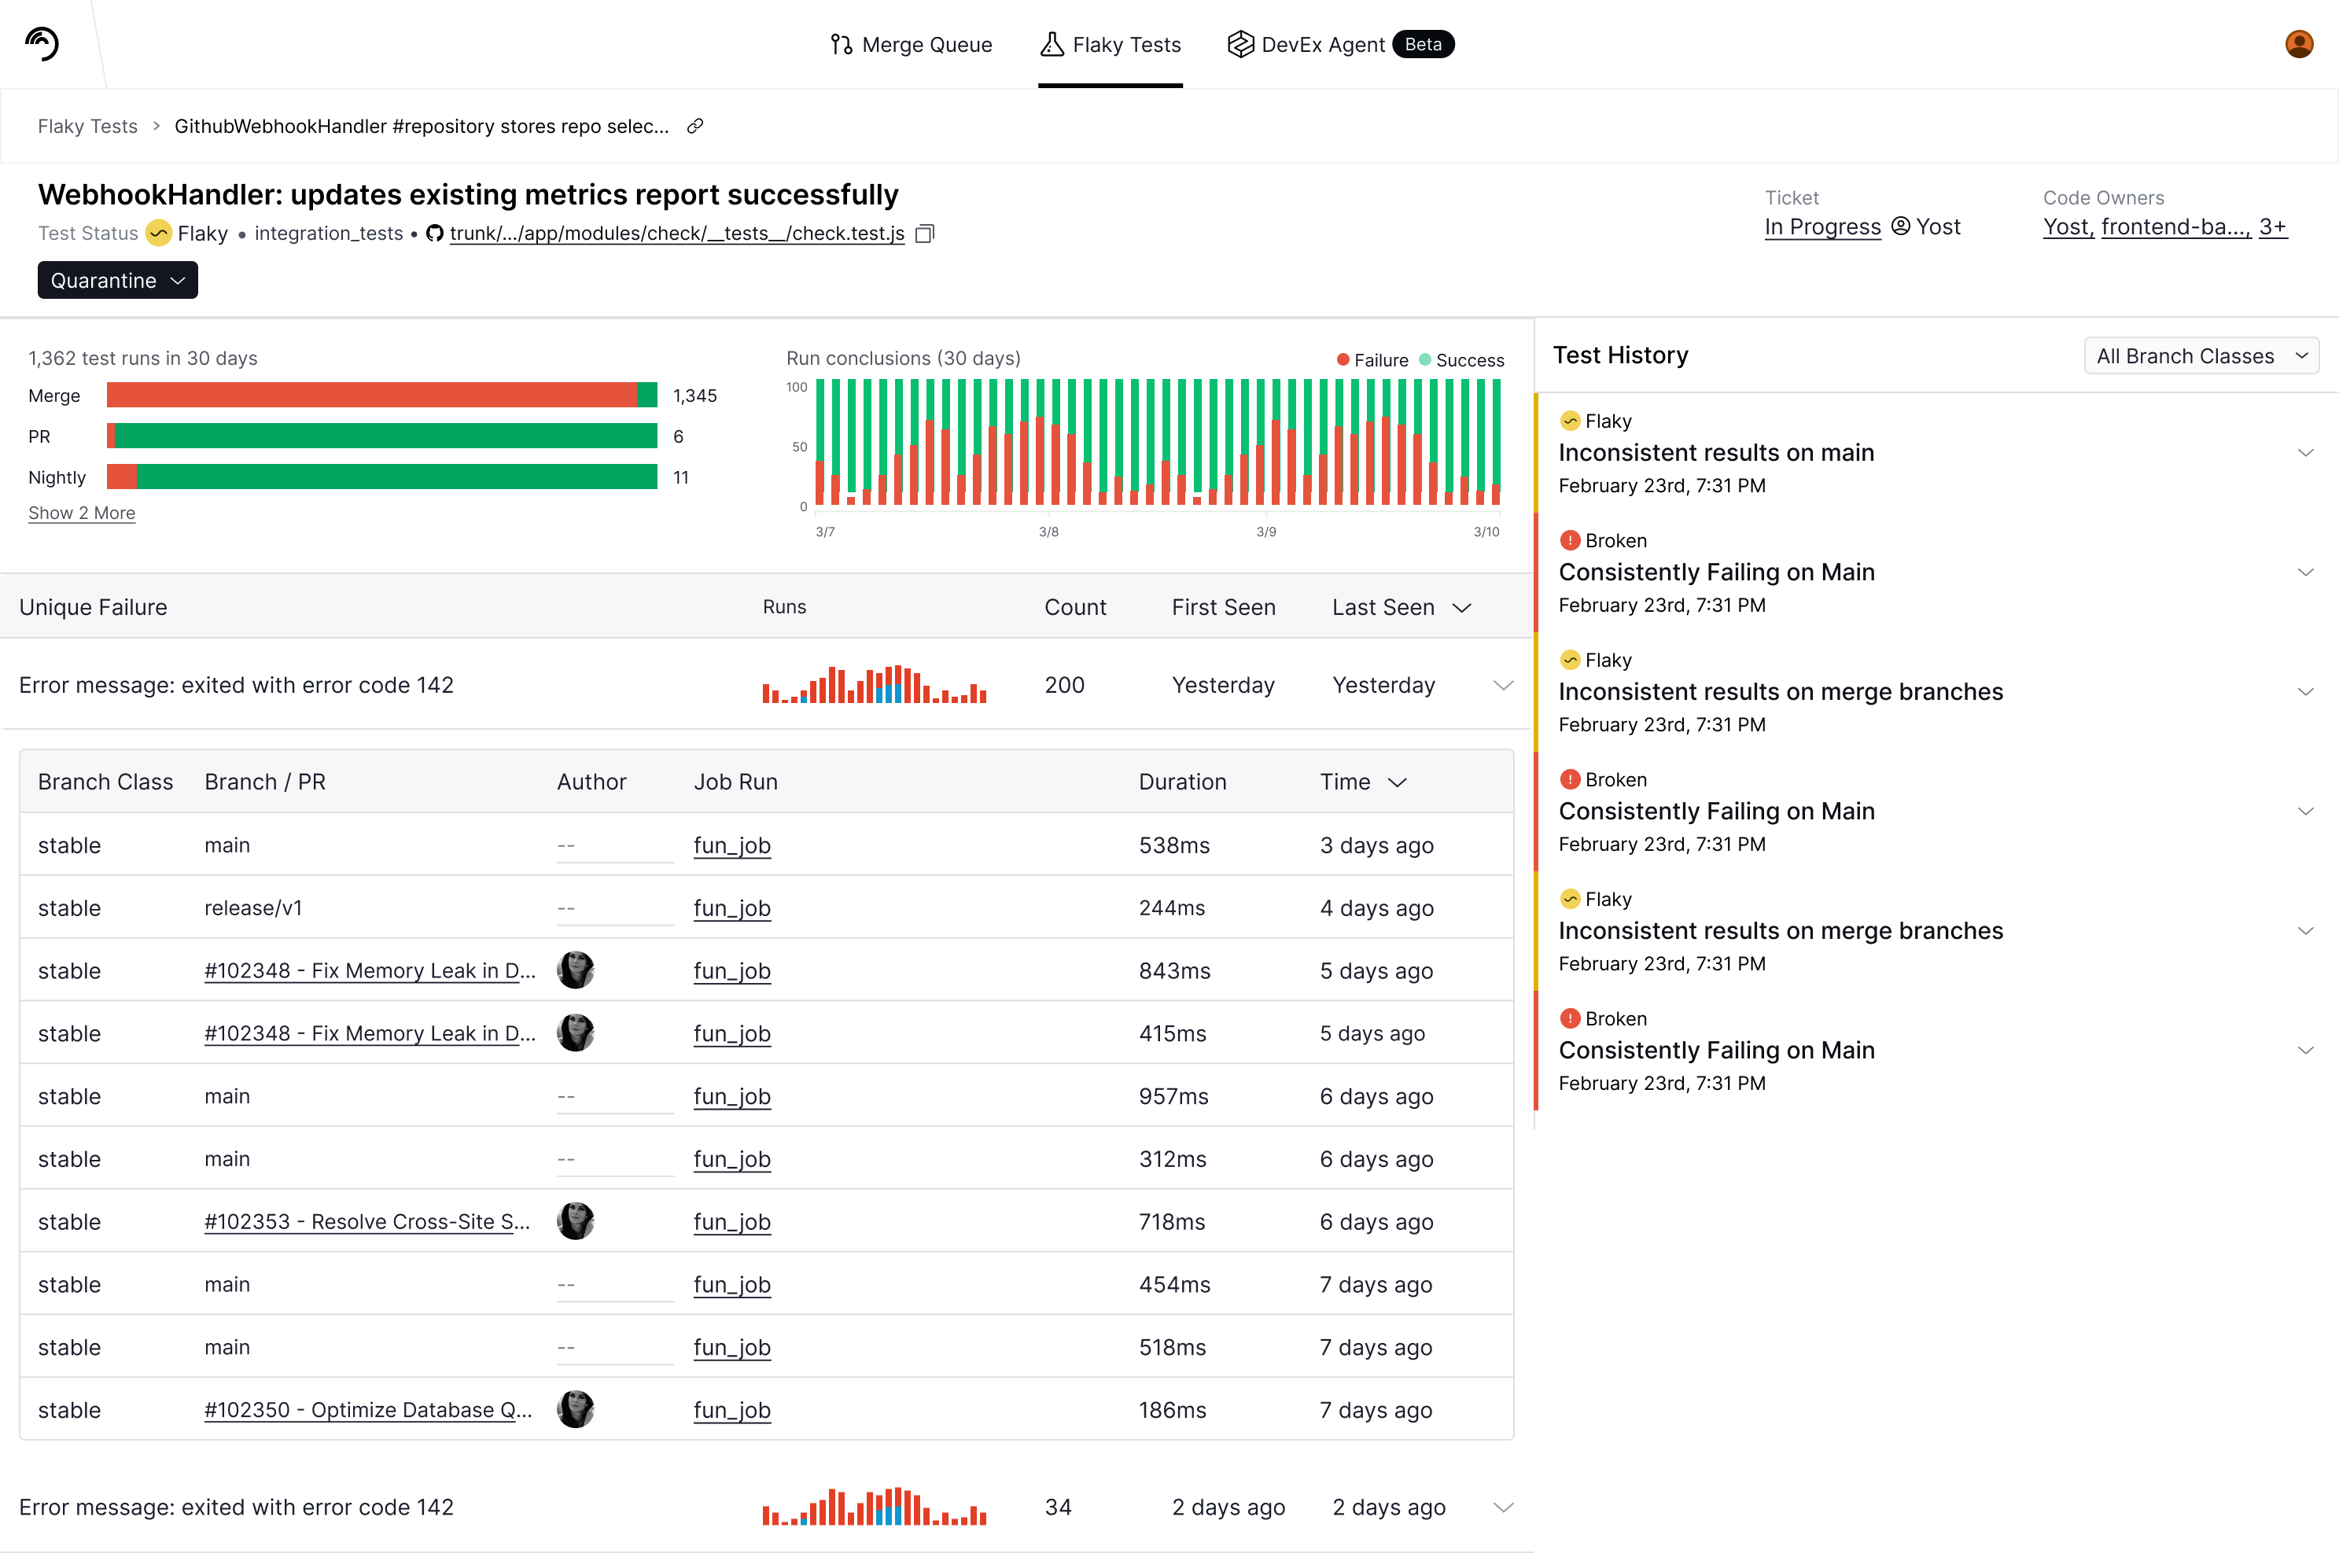 Merge Queue
Flaky Tests
DevEx Agent Beta
Flaky Tests > GithubWebhookHandler #repository stores repo selec...
WebhookHandler: updates existing metrics report successfully
Test Status Flaky • integration_tests • trunk/.../app/modules/check/__tests__/check.test.js
Quarantine
Ticket
In Progress Yost
Code Owners
Yost, frontend-ba..., 3+
1,362 test runs in 30 days
Merge 1,345
PR 6
Nightly 11
Show 2 More
Run conclusions (30 days)
Failure Success
100
50
0
3/7 3/8 3/9 3/10
Unique Failure Runs Count First Seen Last Seen
Error message: exited with error code 142 200 Yesterday Yesterday
Branch Class Branch / PR Author Job Run Duration Time
stable main -- fun_job 538ms 3 days ago
stable release/v1 -- fun_job 244ms 4 days ago
stable #102348 - Fix Memory Leak in D... fun_job 843ms 5 days ago
stable #102348 - Fix Memory Leak in D... fun_job 415ms 5 days ago
stable main -- fun_job 957ms 6 days ago
stable main -- fun_job 312ms 6 days ago
stable #102353 - Resolve Cross-Site S... fun_job 718ms 6 days ago
stable main -- fun_job 454ms 7 days ago
stable main -- fun_job 518ms 7 days ago
stable #102350 - Optimize Database Q... fun_job 186ms 7 days ago
Error message: exited with error code 142 34 2 days ago 2 days ago
Test History
All Branch Classes
Flaky
Inconsistent results on main
February 23rd, 7:31 PM
Broken
Consistently Failing on Main
February 23rd, 7:31 PM
Flaky
Inconsistent results on merge branches
February 23rd, 7:31 PM
Broken
Consistently Failing on Main
February 23rd, 7:31 PM
Flaky
Inconsistent results on merge branches
February 23rd, 7:31 PM
Broken
Consistently Failing on Main
February 23rd, 7:31 PM